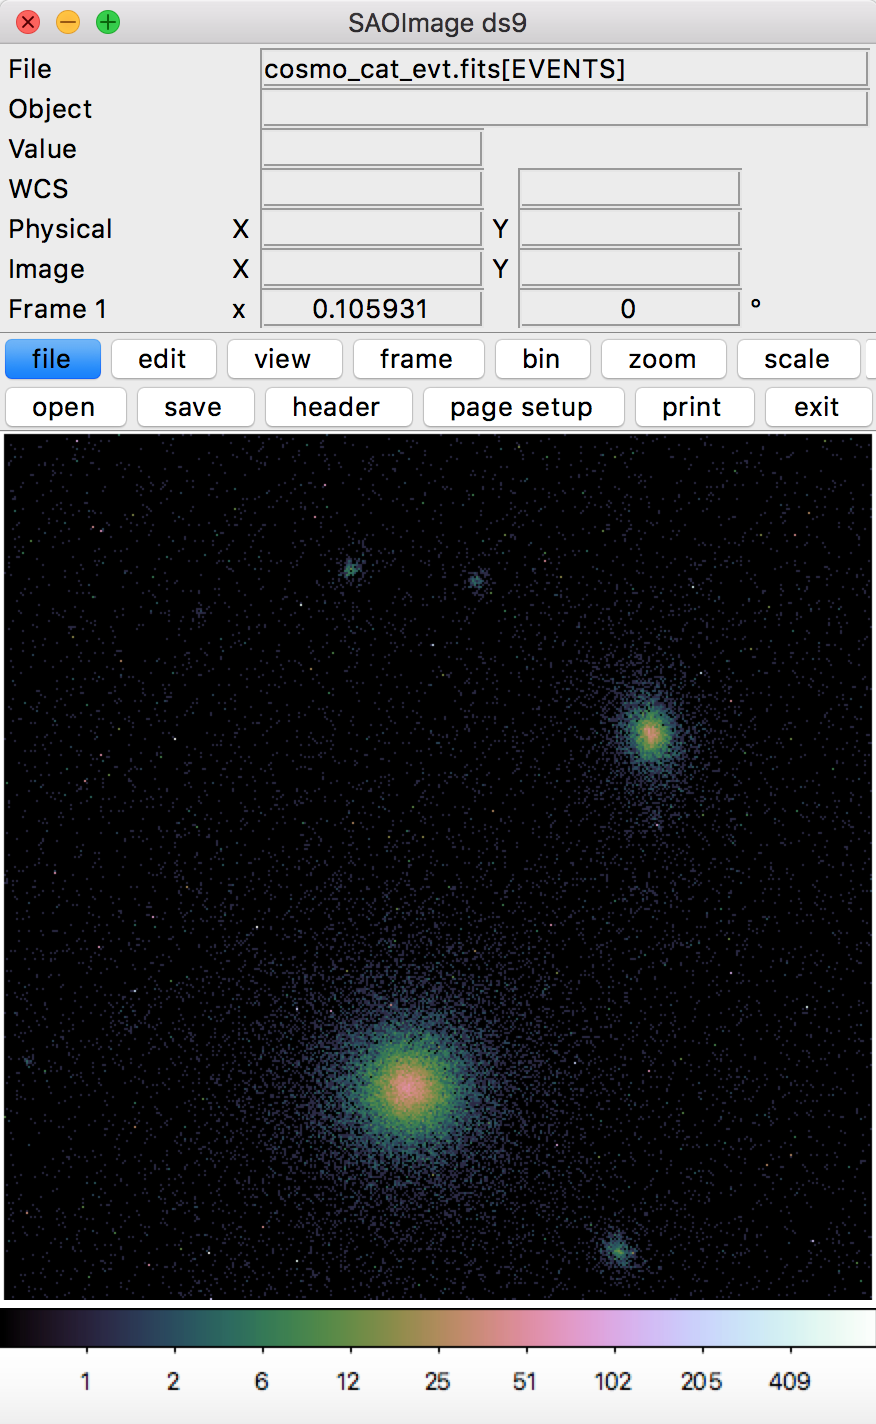 SAOImage ds9
File cosmo_cat_evt.fits[EVENTS]
Object
Value
WCS
Physical X Y
Image X Y
Frame 1 x 0.105931 0 °
file edit view frame bin zoom scale
open save header page setup print exit
1 2 6 12 25 51 102 205 409